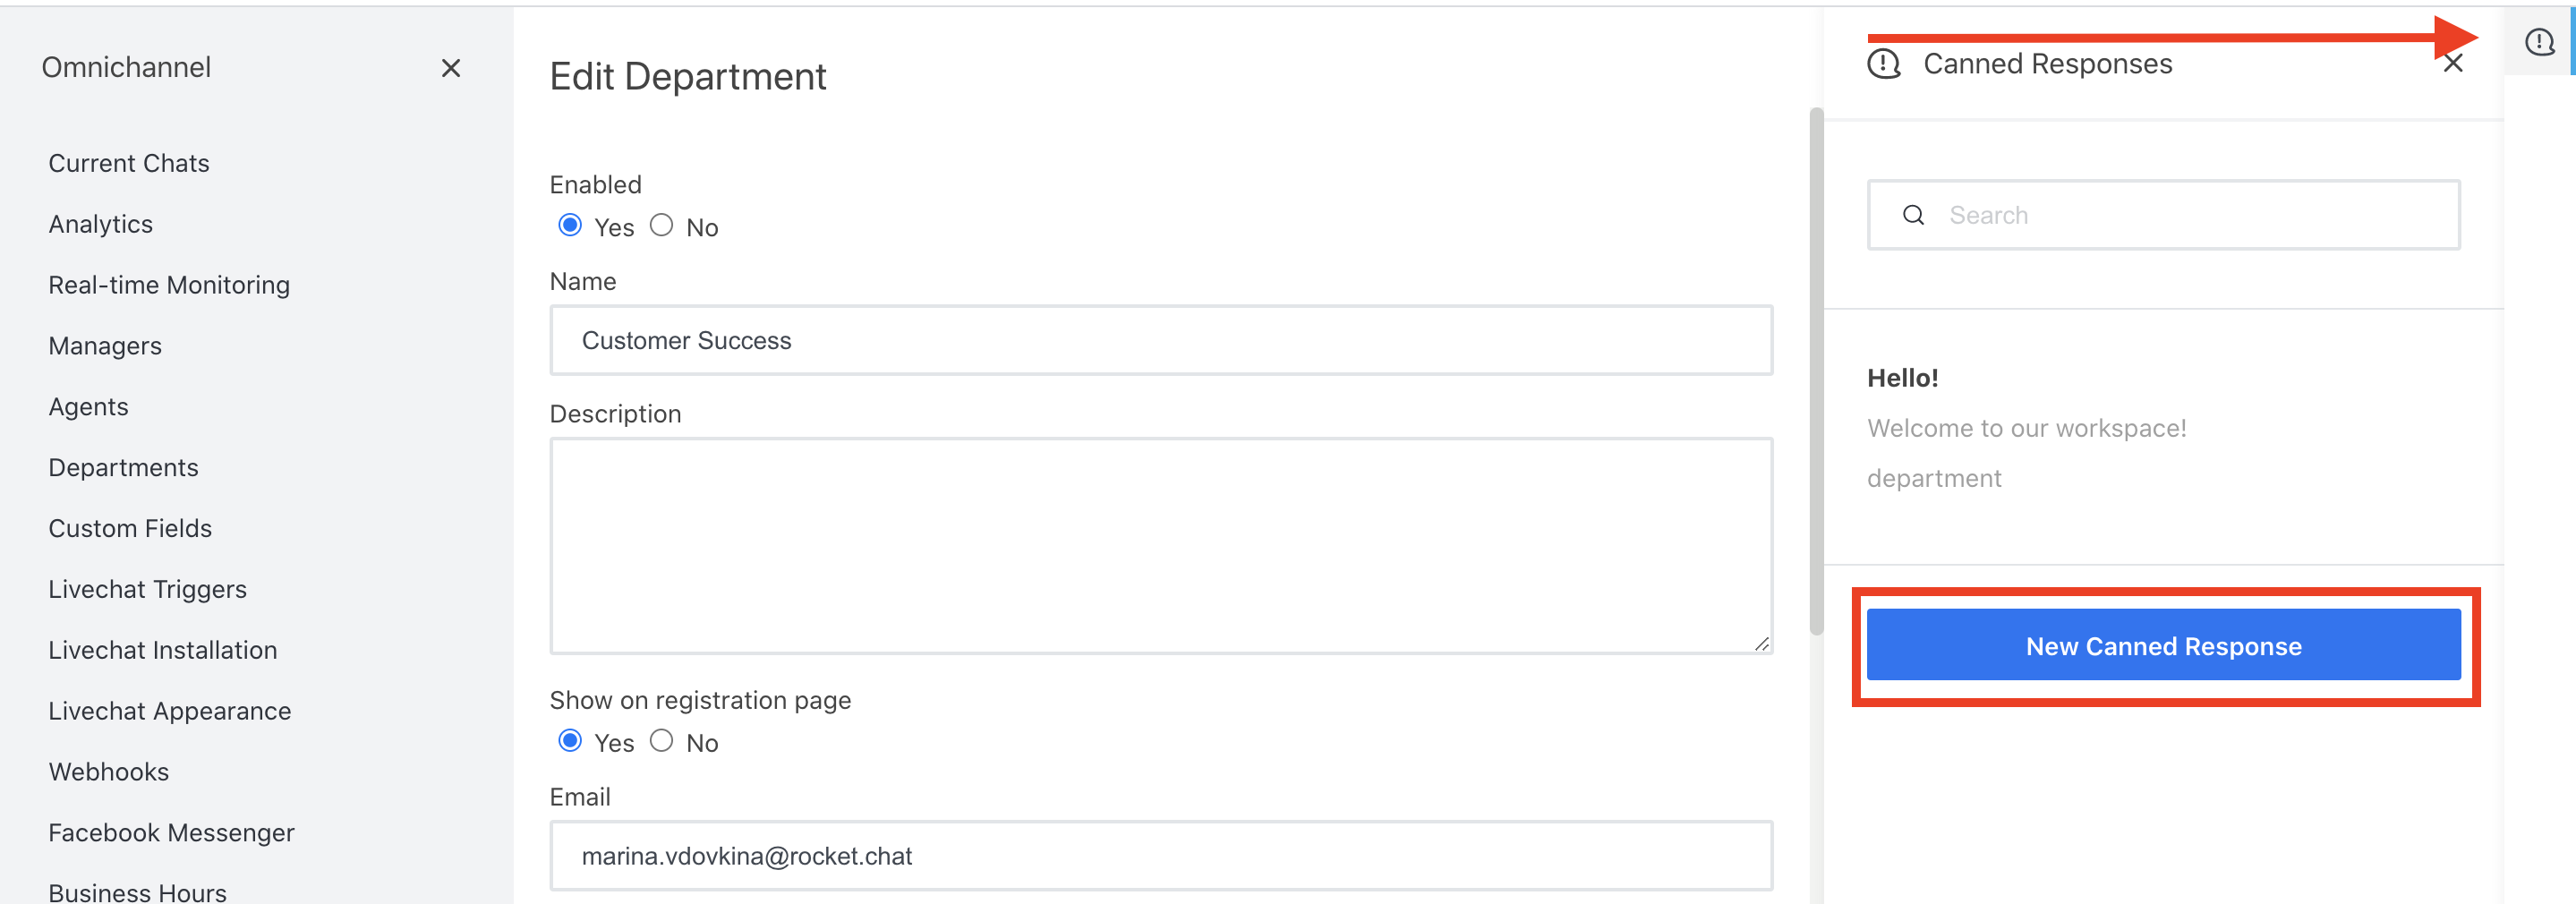 Omnichannel
Current Chats
Analytics
Real-time Monitoring
Managers
Agents
Departments
Custom Fields
Livechat Triggers
Livechat Installation
Livechat Appearance
Webhooks
Facebook Messenger
Business Hours
Edit Department
Enabled
Yes No
Name
Customer Success
Description
Show on registration page
Yes No
Email
marina.vdovkina@rocket.chat
Canned Responses
Search
Hello!
Welcome to our workspace!
department
New Canned Response